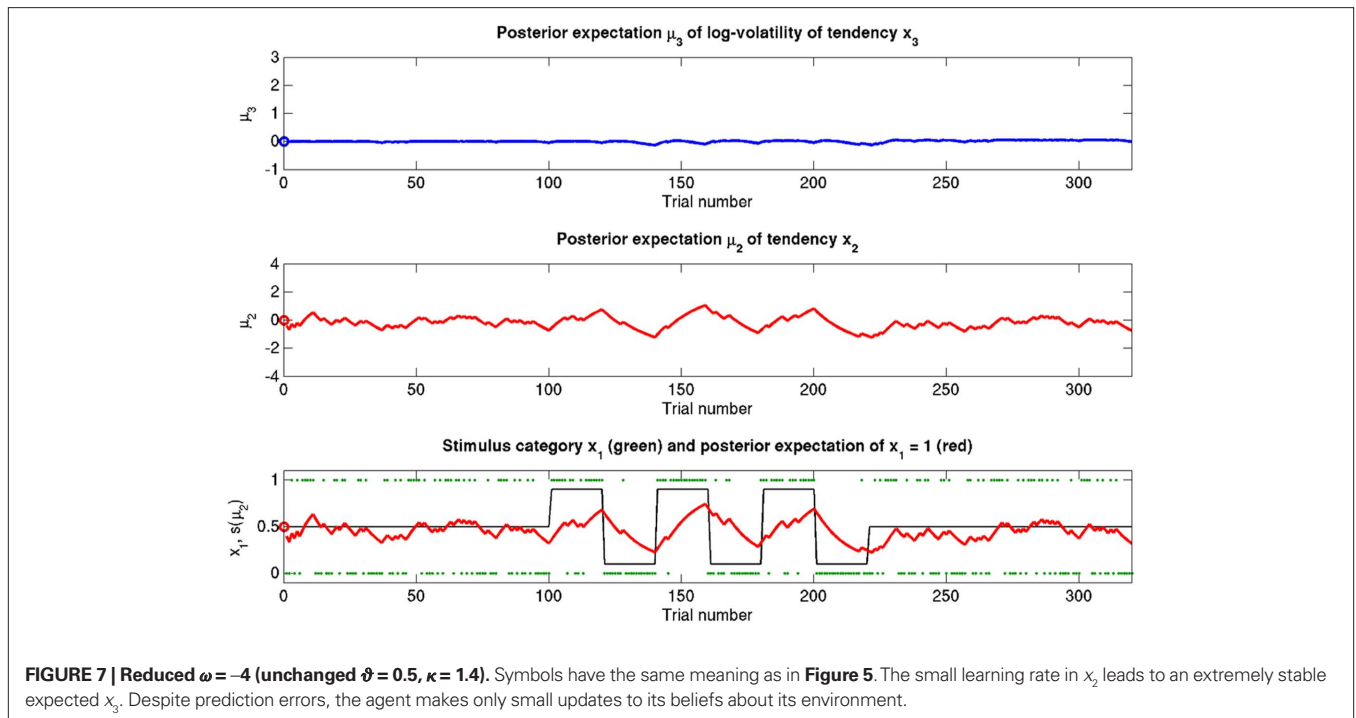 Posterior expectation μ₃ of log-volatility of tendency x₃
3
2
1
0
-1
μ₃
0 50 100 150 200 250 300
Trial number
Posterior expectation μ₂ of tendency x₂
4
2
0
-2
-4
μ₂
0 50 100 150 200 250 300
Trial number
Stimulus category x₁ (green) and posterior expectation of x₁ = 1 (red)
1
0.5
0
x₁, s(μ₂)
0 50 100 150 200 250 300
Trial number
FIGURE 7 | Reduced ω = –4 (unchanged ϑ = 0.5, κ = 1.4). Symbols have the same meaning as in Figure 5. The small learning rate in x₂ leads to an extremely stable
expected x₃. Despite prediction errors, the agent makes only small updates to its beliefs about its environment.